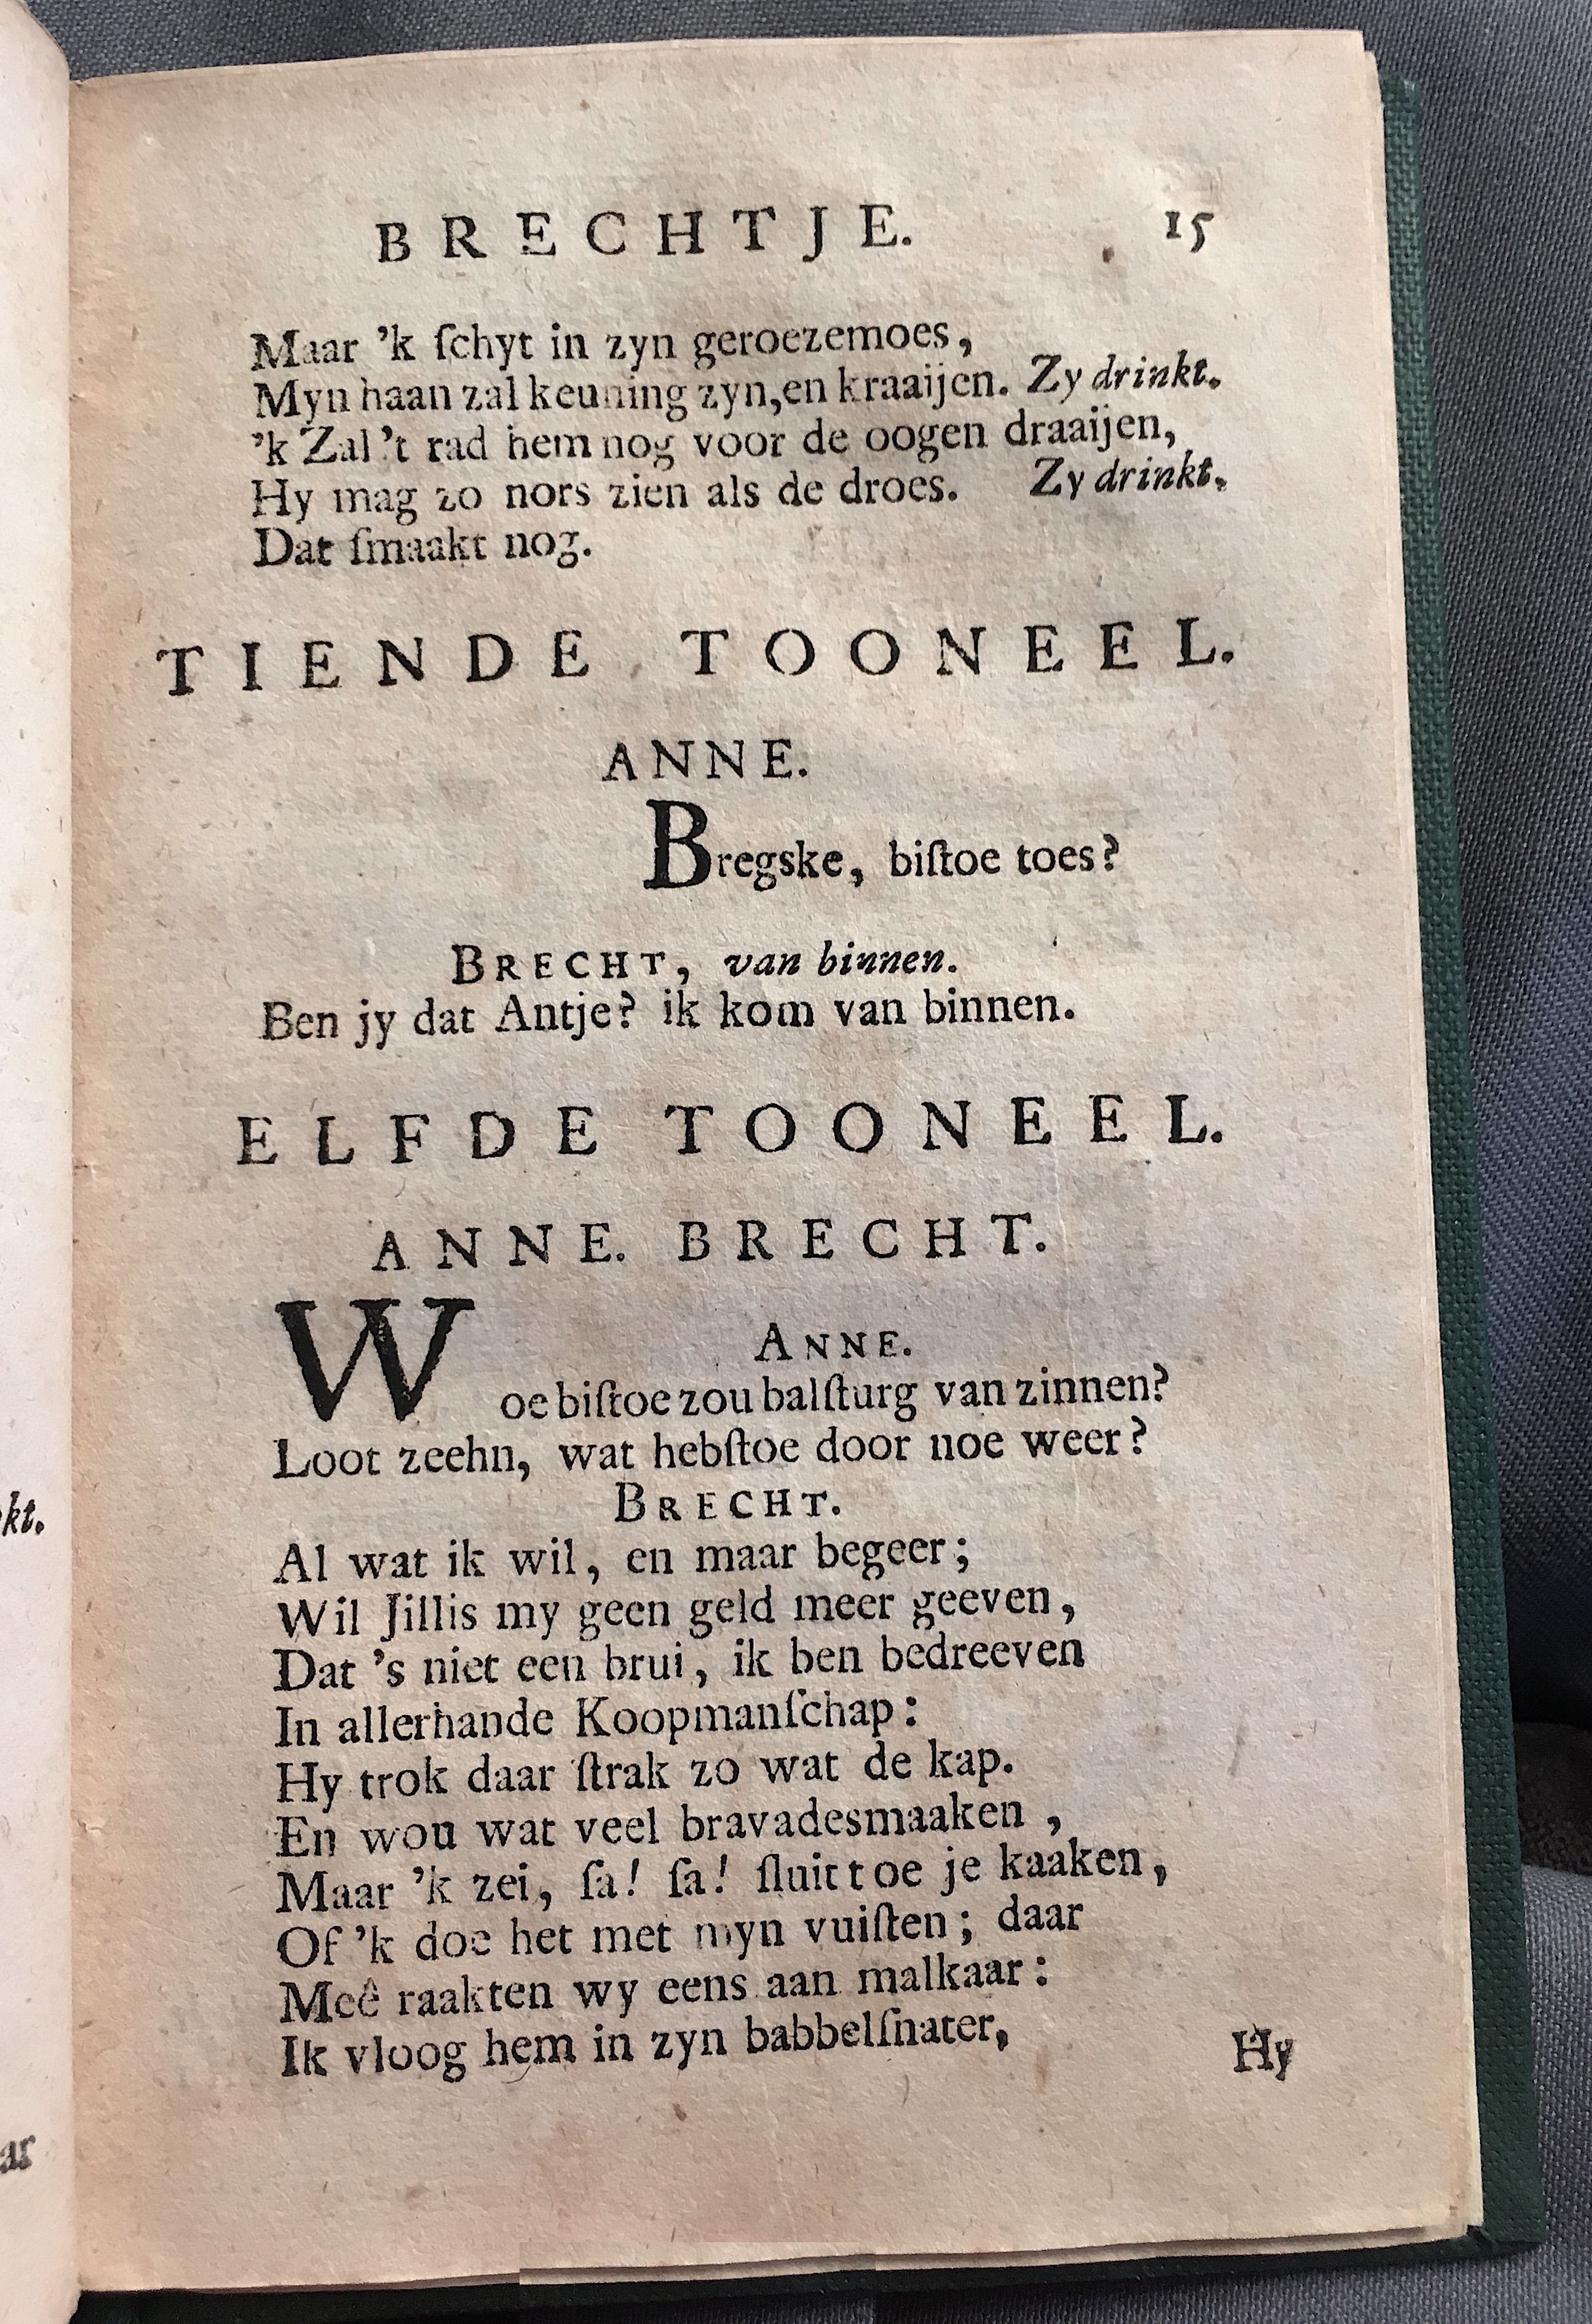 BRECHTJE. 15
Maar 'k ſchyt in zyn geroezemoes,
Myn haan zal keuning zyn, en kraaijen. Zy drinkt.
'k Zal 't rad hem nog voor de oogen draaijen,
Hy mag zo nors zien als de droes. Zy drinkt.
Dat ſmaakt nog.
TIENDE TOONEEL.
ANNE.
Bregske, biſtoe toes?
BRECHT, van binnen.
Ben jy dat Antje? ik kom van binnen.
ELFDE TOONEEL.
ANNE. BRECHT.
ANNE.
Woe biſtoe zou balſturg van zinnen?
Loot zeehn, wat hebſtoe door noe weer?
BRECHT.
Al wat ik wil, en maar begeer;
Wil Jillis my geen geld meer geeven,
Dat 's niet een brui, ik ben bedreeven
In allerhande Koopmanſchap:
Hy trok daar ſtrak zo wat de kap.
En wou wat veel bravadesmaaken,
Maar 'k zei, ſa! ſa! ſluit toe je kaaken,
Of 'k doe het met myn vuiſten; daar
Meê raakten wy eens aan malkaar:
Ik vloog hem in zyn babbelſnater,
Hy
kt.
ar